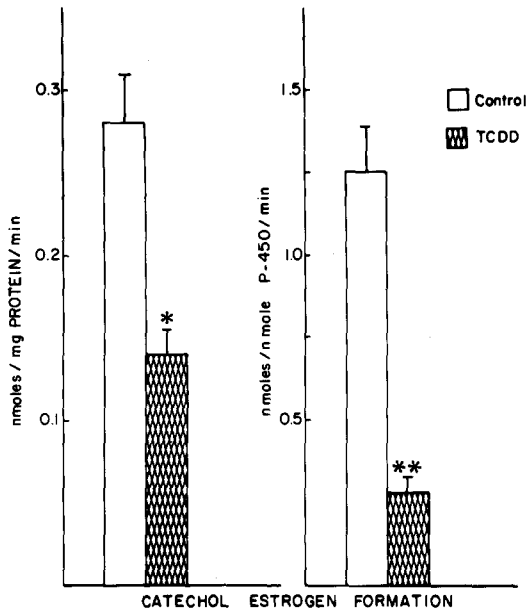 nmoles/mg PROTEIN/min
0.3
0.2
0.1
*
nmoles/nmole P-450/min
1.5
1.0
0.5
**
Control
TCDD
CATECHOL ESTROGEN FORMATION